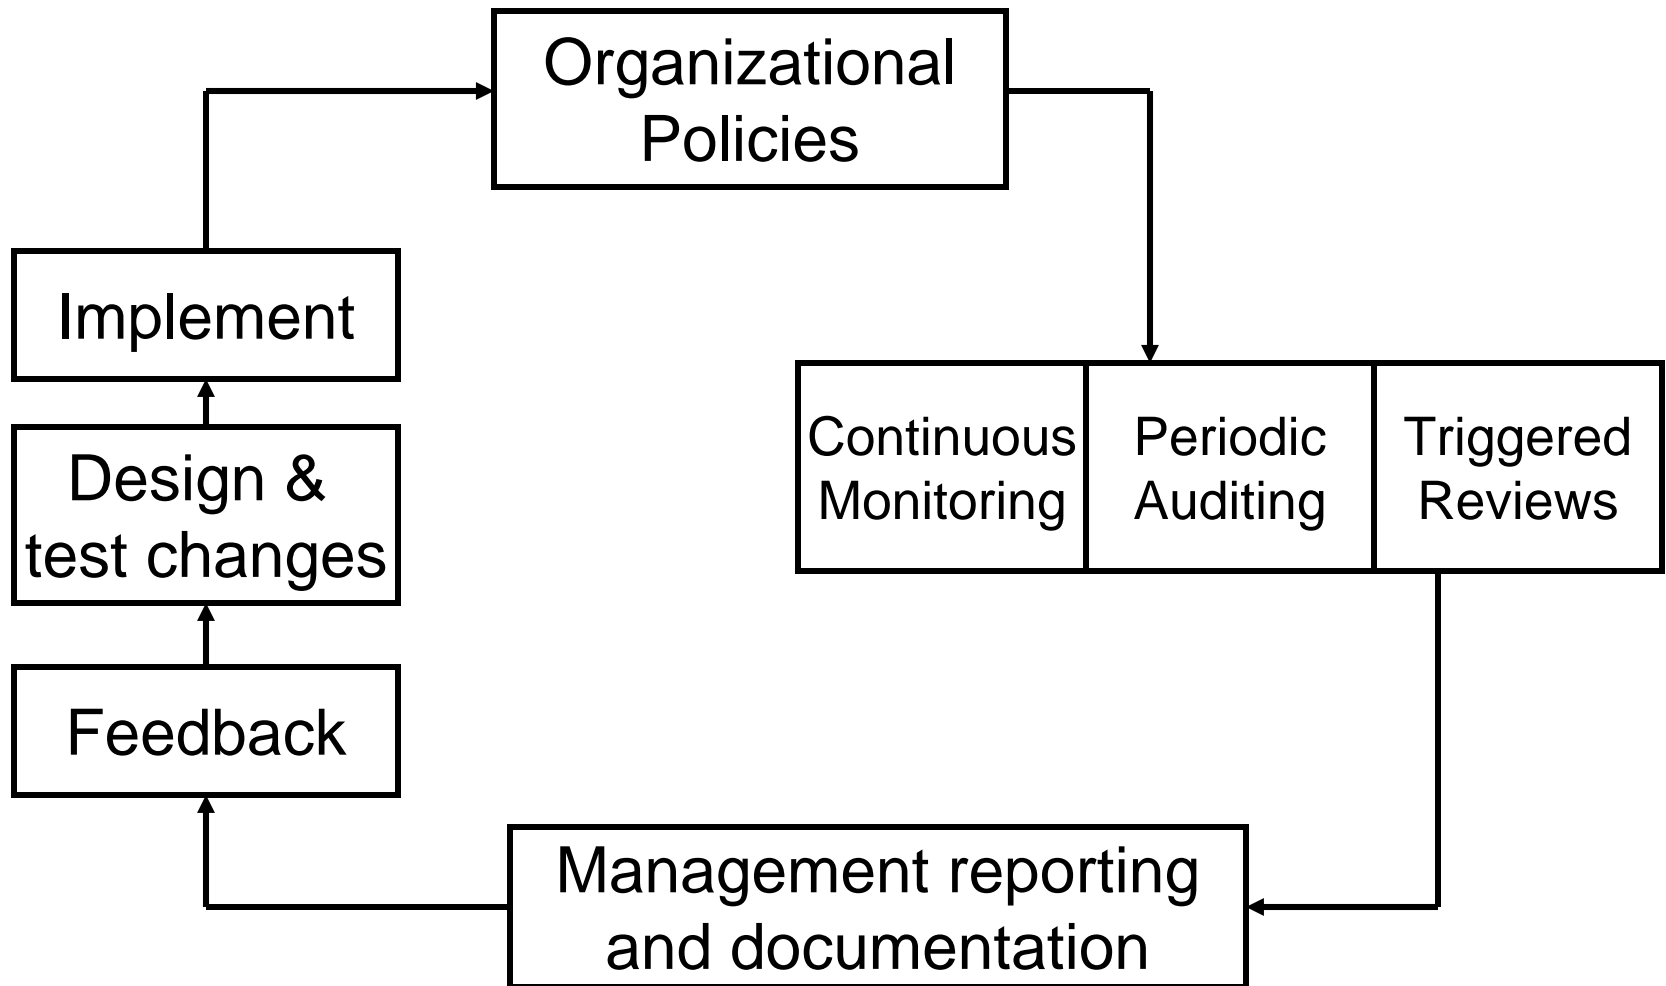 Organizational
Policies
Implement
Design &
test changes
Feedback
Continuous
Monitoring
Periodic
Auditing
Triggered
Reviews
Management reporting
and documentation